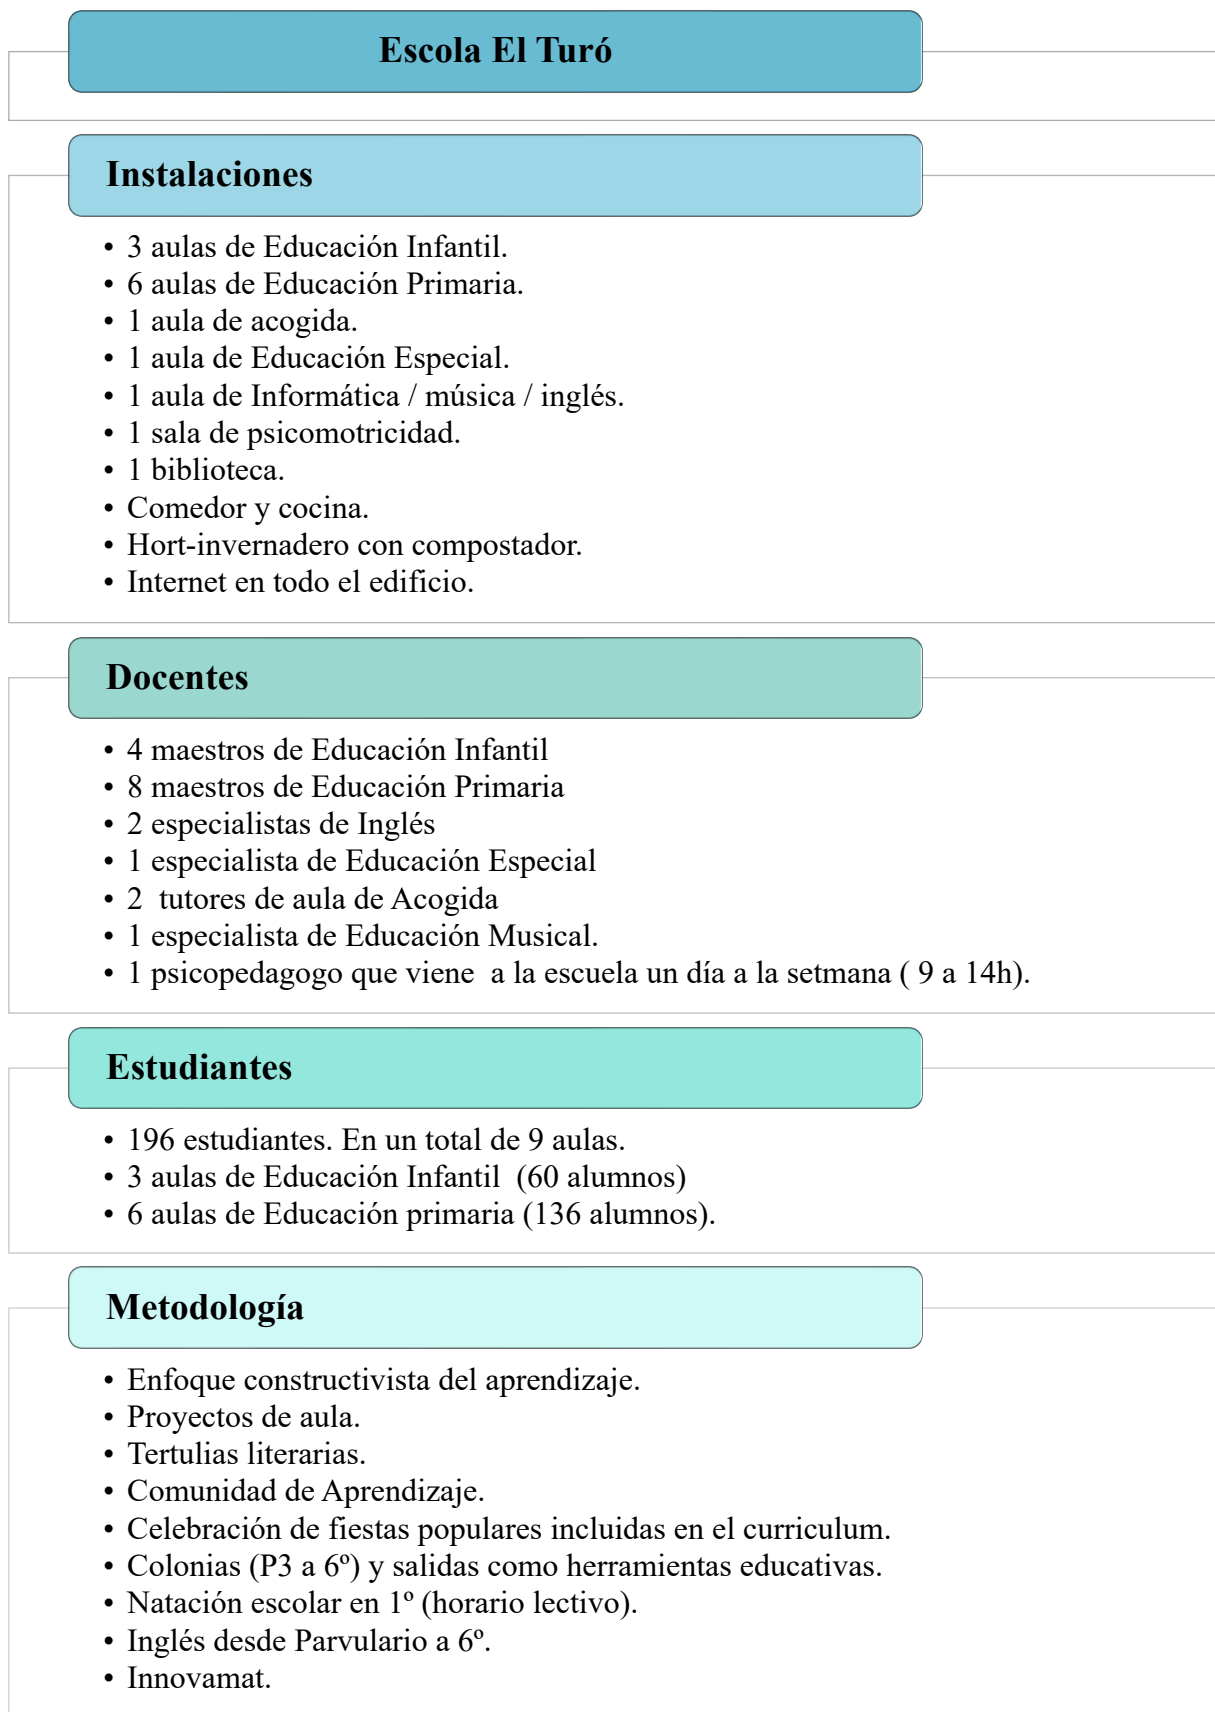 Escola El Turó
Instalaciones
• 3 aulas de Educación Infantil.
• 6 aulas de Educación Primaria.
• 1 aula de acogida.
• 1 aula de Educación Especial.
• 1 aula de Informática / música / inglés.
• 1 sala de psicomotricidad.
• 1 biblioteca.
• Comedor y cocina.
• Hort-invernadero con compostador.
• Internet en todo el edificio.
Docentes
• 4 maestros de Educación Infantil
• 8 maestros de Educación Primaria
• 2 especialistas de Inglés
• 1 especialista de Educación Especial
• 2  tutores de aula de Acogida
• 1 especialista de Educación Musical.
• 1 psicopedagogo que viene  a la escuela un día a la setmana ( 9 a 14h).
Estudiantes
• 196 estudiantes. En un total de 9 aulas.
• 3 aulas de Educación Infantil  (60 alumnos)
• 6 aulas de Educación primaria (136 alumnos).
Metodología
• Enfoque constructivista del aprendizaje.
• Proyectos de aula.
• Tertulias literarias.
• Comunidad de Aprendizaje.
• Celebración de fiestas populares incluidas en el curriculum.
• Colonias (P3 a 6º) y salidas como herramientas educativas.
• Natación escolar en 1º (horario lectivo).
• Inglés desde Parvulario a 6º.
• Innovamat.